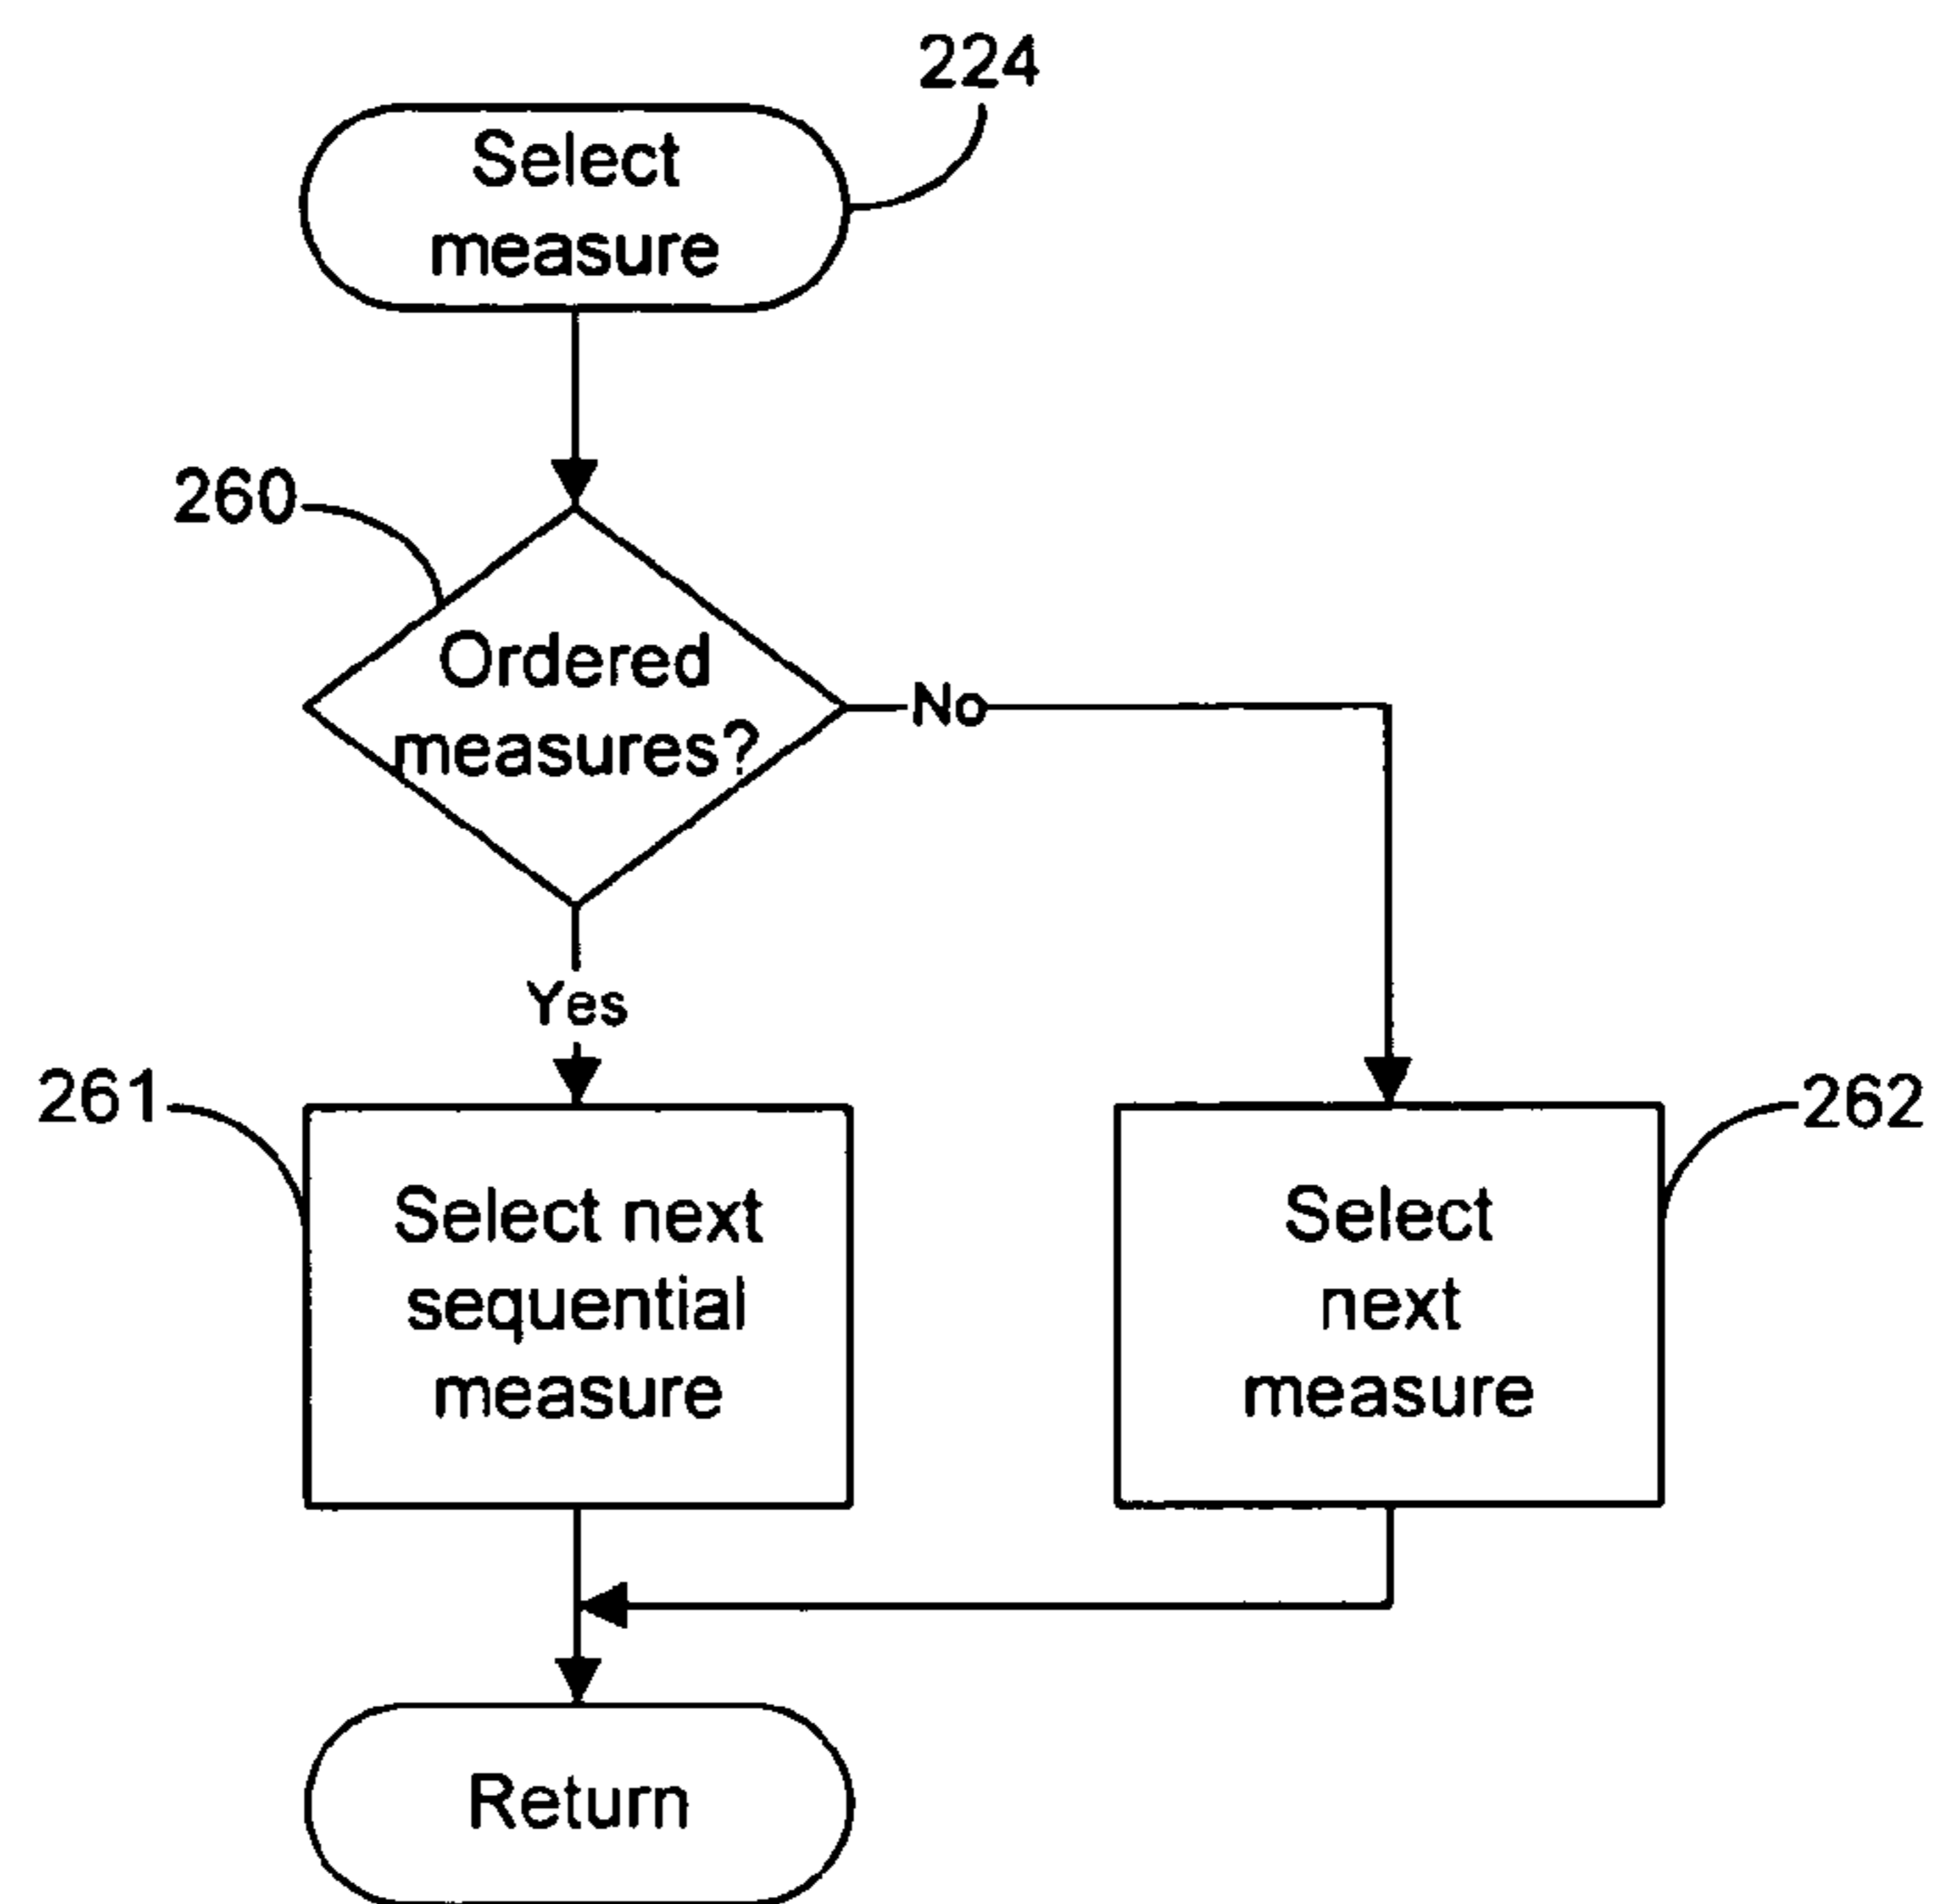 224
Select
measure
260
Ordered
measures?
No
Yes
261
Select next
sequential
measure
262
Select
next
measure
Return